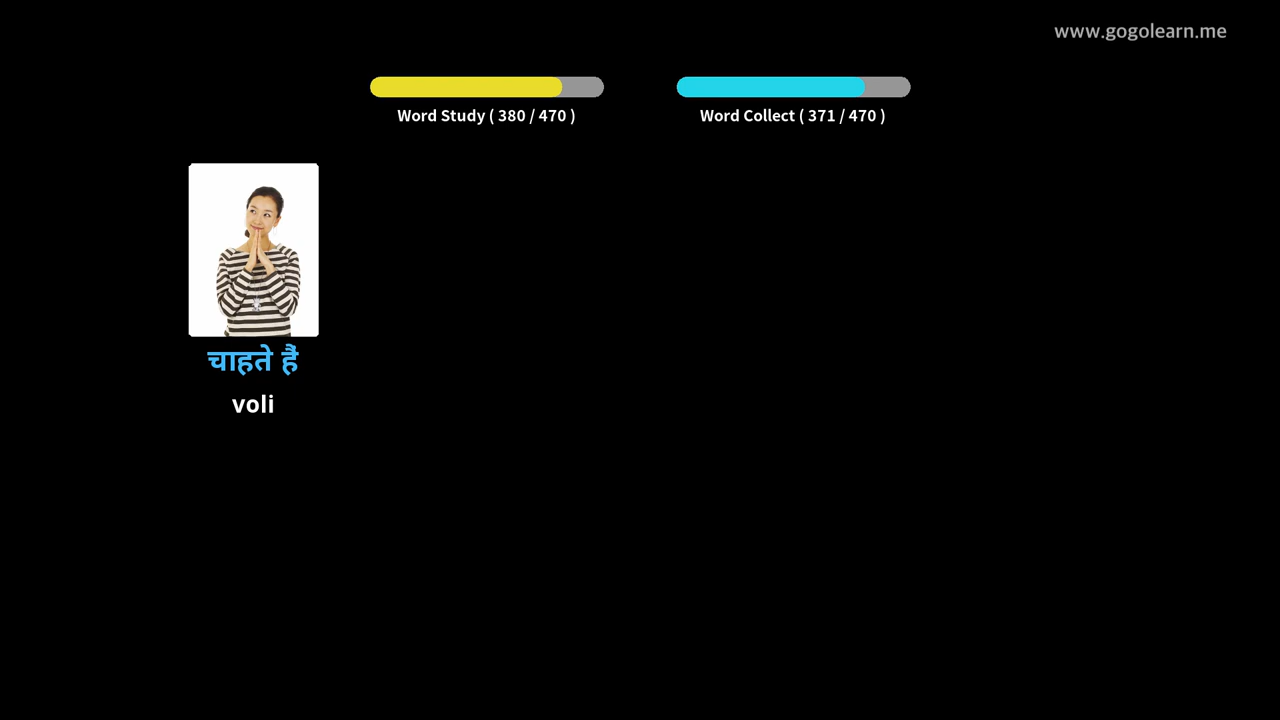 www.gogolearn.me
Word Study ( 380 / 470 )
Word Collect ( 371 / 470 )
चाहते हैं
voli